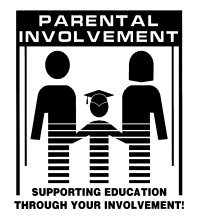 PARENTAL
INVOLVEMENT
SUPPORTING EDUCATION
THROUGH YOUR INVOLVEMENT!